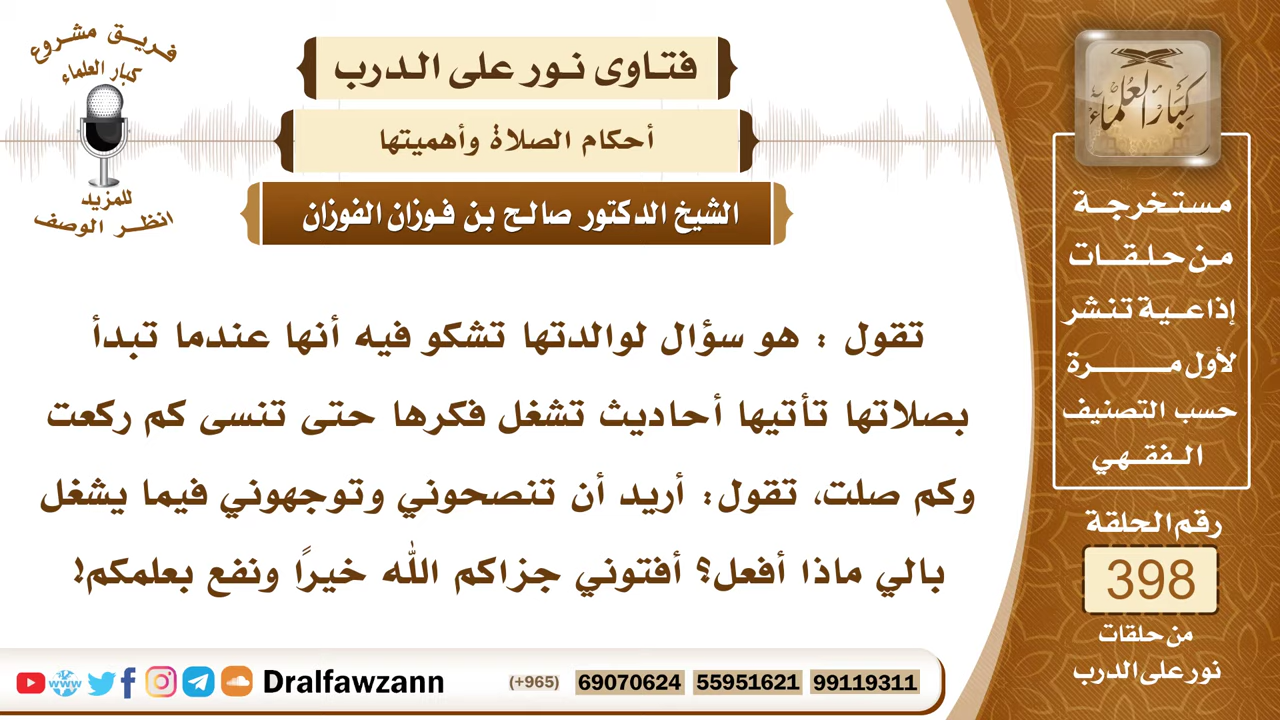 فريق مشروع
كبار العلماء
للمزيد
انظر الوصف
فتاوى نور على الدرب
أحكام الصلاة وأهميتها
الشيخ الدكتور صالح بن فوزان الفوزان
تقول : هو سؤال لوالدتها تشكو فيه أنها عندما تبدأ
بصلاتها تأتيها أحاديث تشغل فكرها حتى تنسى كم ركعت
وكم صلت، تقول: أريد أن تنصحوني وتوجهوني فيما يشغل
بالي ماذا أفعل؟ أفتوني جزاكم الله خيرًا ونفع بعلمكم!
كبار العلماء
مستخرجة
من حلقات
إذاعية تنشر
لأول مرة
حسب التصنيف
الفقهي
رقم الحلقة
398
من حلقات
نور على الدرب
www
Dralfawzann
(+965) 69070624 55951621 99119311